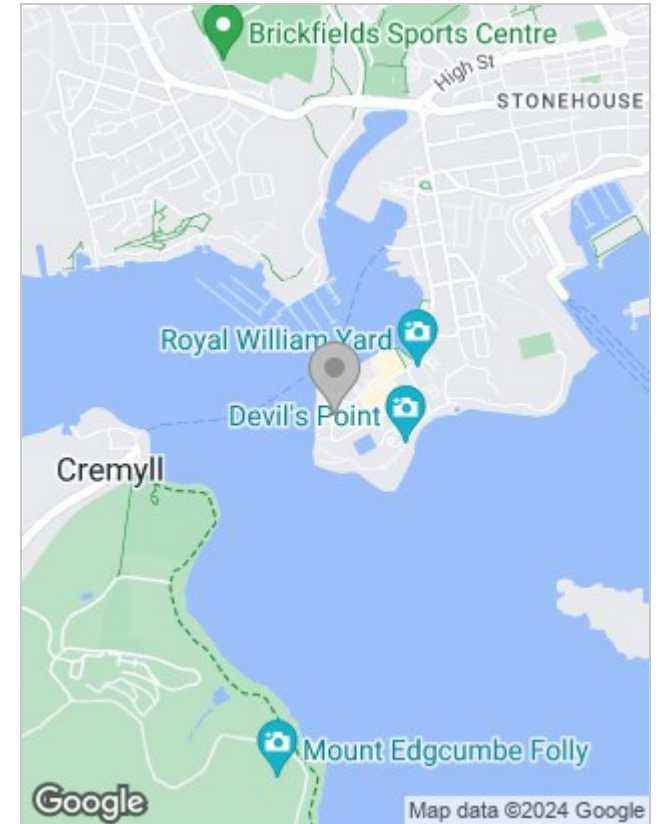 Brickfields Sports Centre
High St
STONEHOUSE
Royal William Yard
Devil's Point
Cremyll
Mount Edgcumbe Folly
Google
Map data ©2024 Google